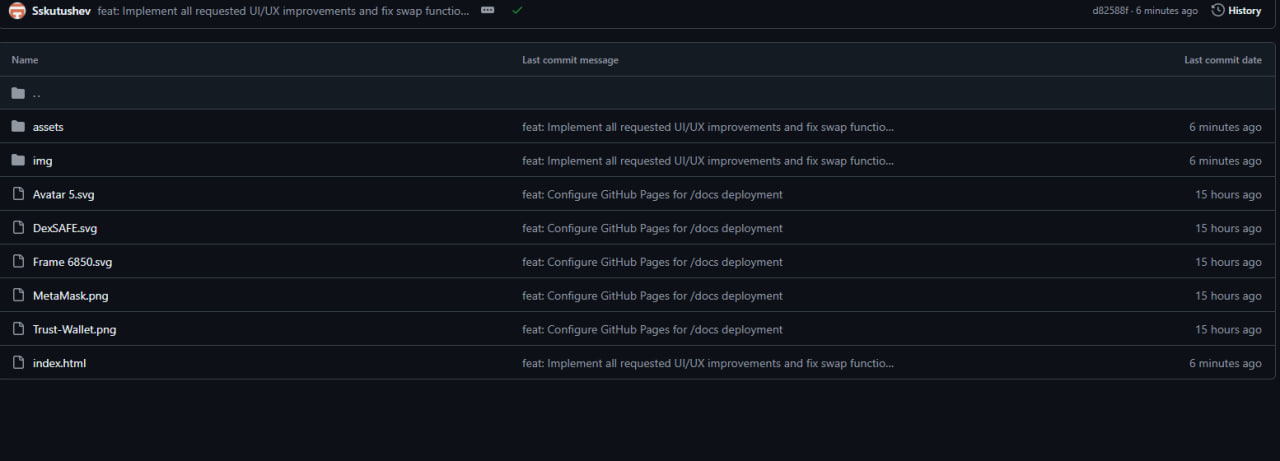 Sskutushev feat: Implement all requested UI/UX improvements and fix swap functio... d82588f · 6 minutes ago History
Name Last commit message Last commit date
..
assets feat: Implement all requested UI/UX improvements and fix swap functio... 6 minutes ago
img feat: Implement all requested UI/UX improvements and fix swap functio... 6 minutes ago
Avatar 5.svg feat: Configure GitHub Pages for /docs deployment 15 hours ago
DexSAFE.svg feat: Configure GitHub Pages for /docs deployment 15 hours ago
Frame 6850.svg feat: Configure GitHub Pages for /docs deployment 15 hours ago
MetaMask.png feat: Configure GitHub Pages for /docs deployment 15 hours ago
Trust-Wallet.png feat: Configure GitHub Pages for /docs deployment 15 hours ago
index.html feat: Implement all requested UI/UX improvements and fix swap functio... 6 minutes ago